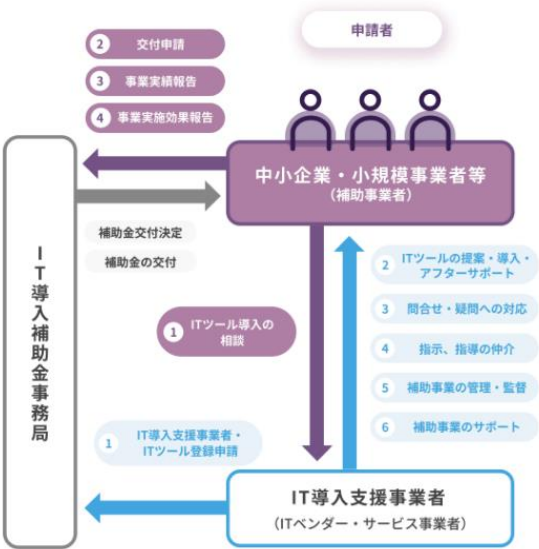 申請者
2 交付申請
3 事業実績報告
4 事業実施効果報告
中小企業・小規模事業者等
（補助事業者）
補助金交付決定
補助金の交付
IT導入補助金事務局
1 ITツール導入の
相談
2 ITツールの提案・導入・
アフターサポート
3 問合せ・疑問への対応
4 指示、指導の仲介
5 補助事業の管理・監督
6 補助事業のサポート
1 IT導入支援事業者・
ITツール登録申請
IT導入支援事業者
（ITベンダー・サービス事業者）